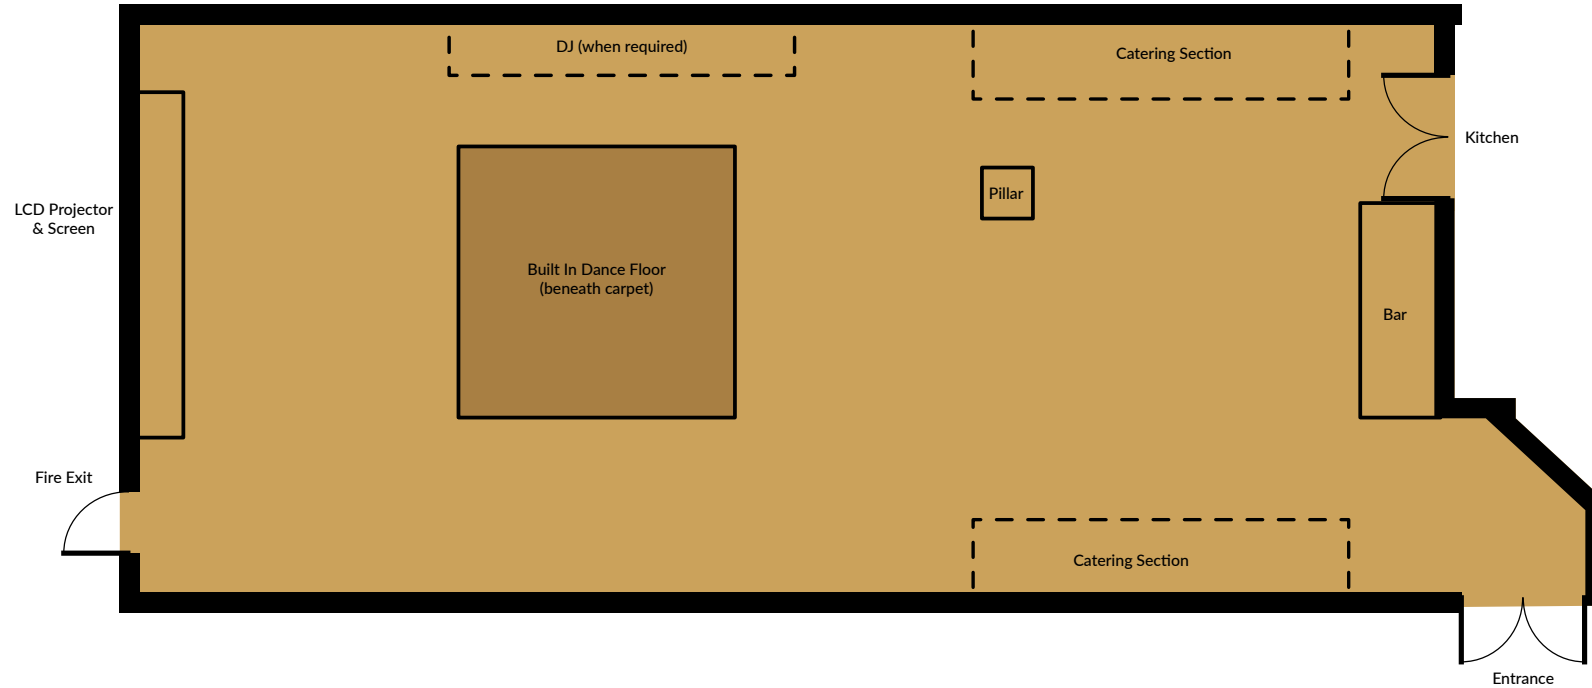 DJ (when required)
Catering Section
Kitchen
Pillar
LCD Projector
& Screen
Built In Dance Floor
(beneath carpet)
Bar
Fire Exit
Catering Section
Entrance